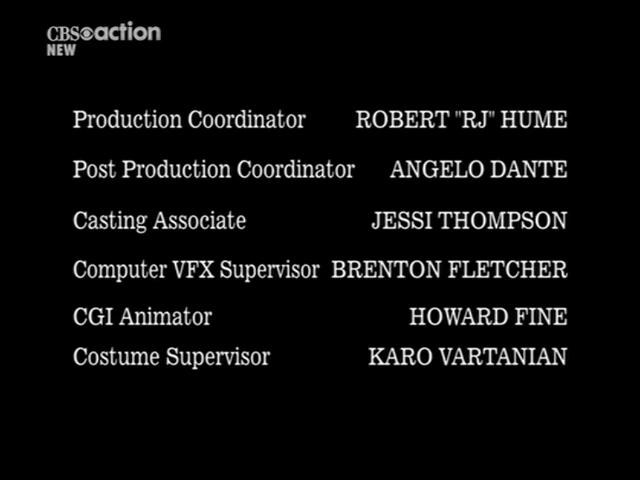 CBS action
NEW
Production Coordinator ROBERT "RJ" HUME
Post Production Coordinator ANGELO DANTE
Casting Associate JESSI THOMPSON
Computer VFX Supervisor BRENTON FLETCHER
CGI Animator HOWARD FINE
Costume Supervisor KARO VARTANIAN